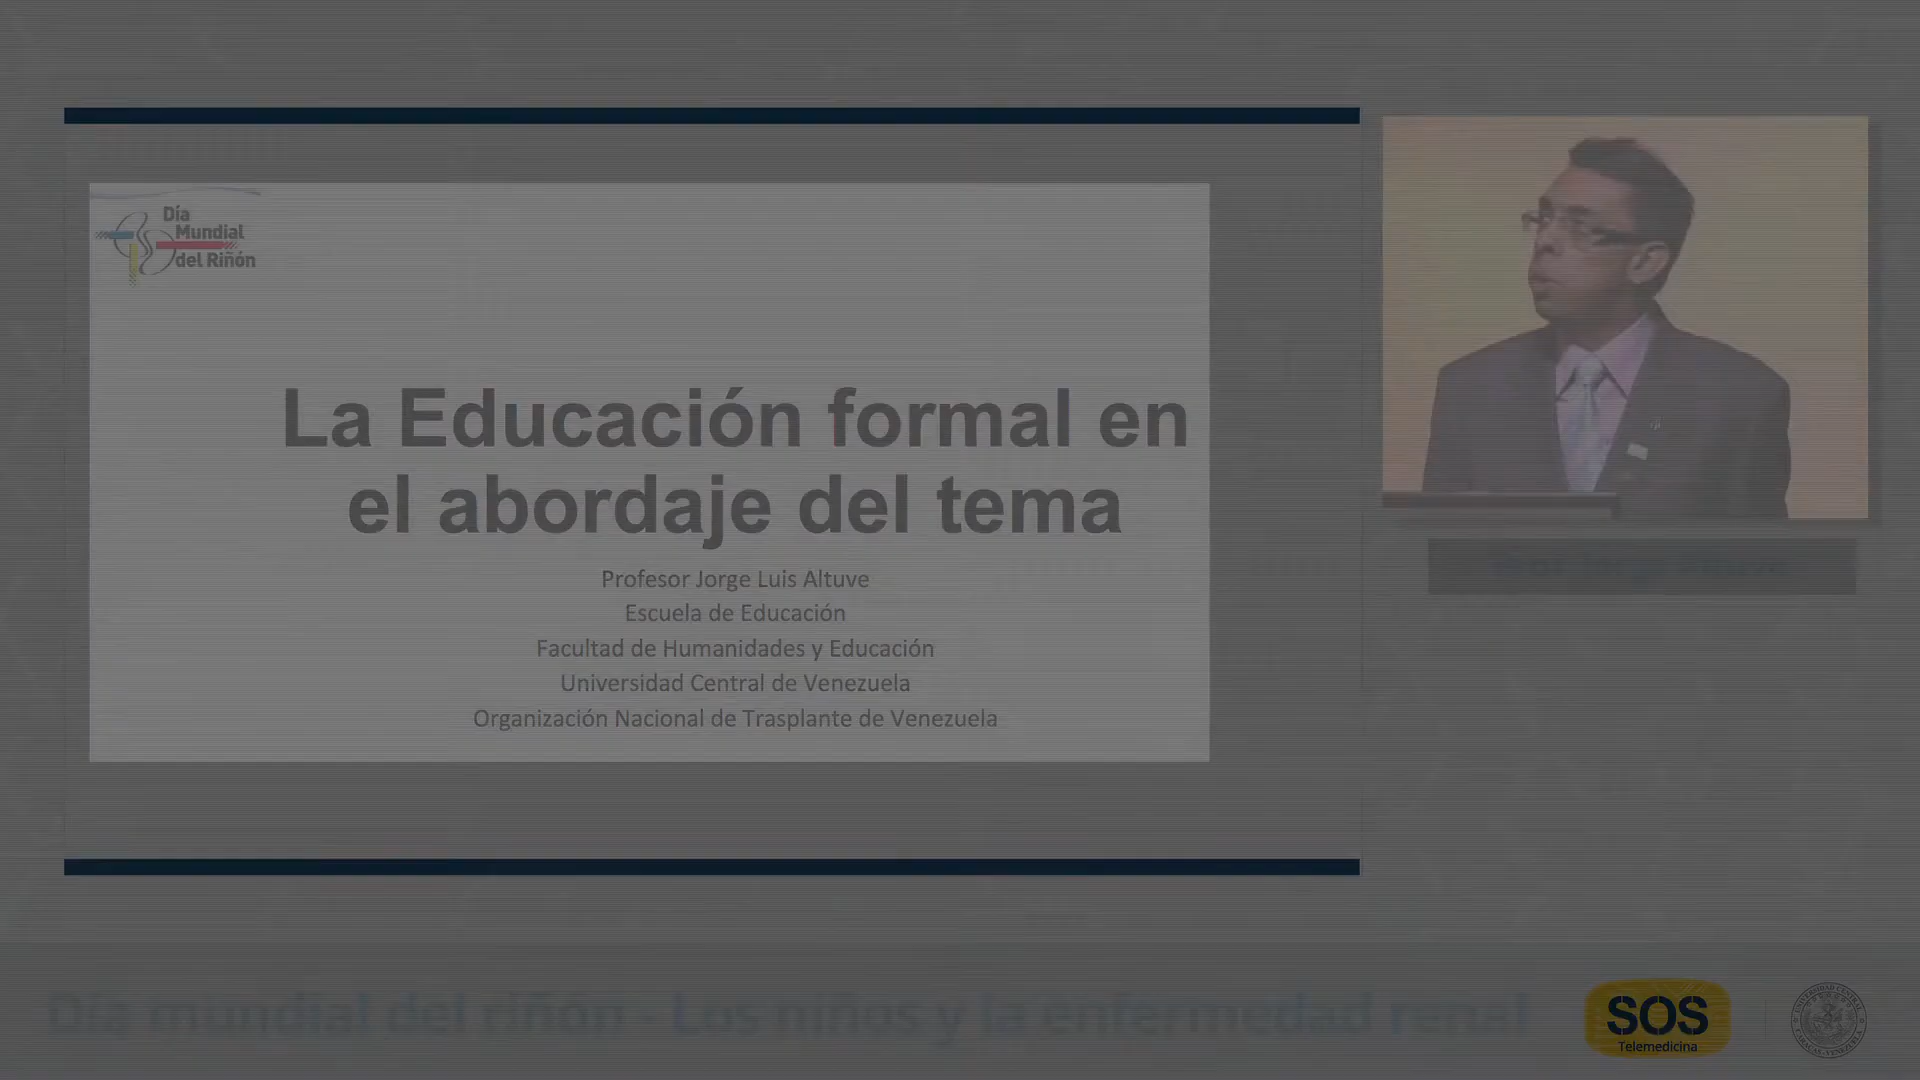 Día
Mundial
del Riñón
La Educación formal en
el abordaje del tema
Profesor Jorge Luis Altuve
Escuela de Educación
Facultad de Humanidades y Educación
Universidad Central de Venezuela
Organización Nacional de Trasplante de Venezuela
Día mundial del riñón - Los niños y la enfermedad renal
SOS
Telemedicina